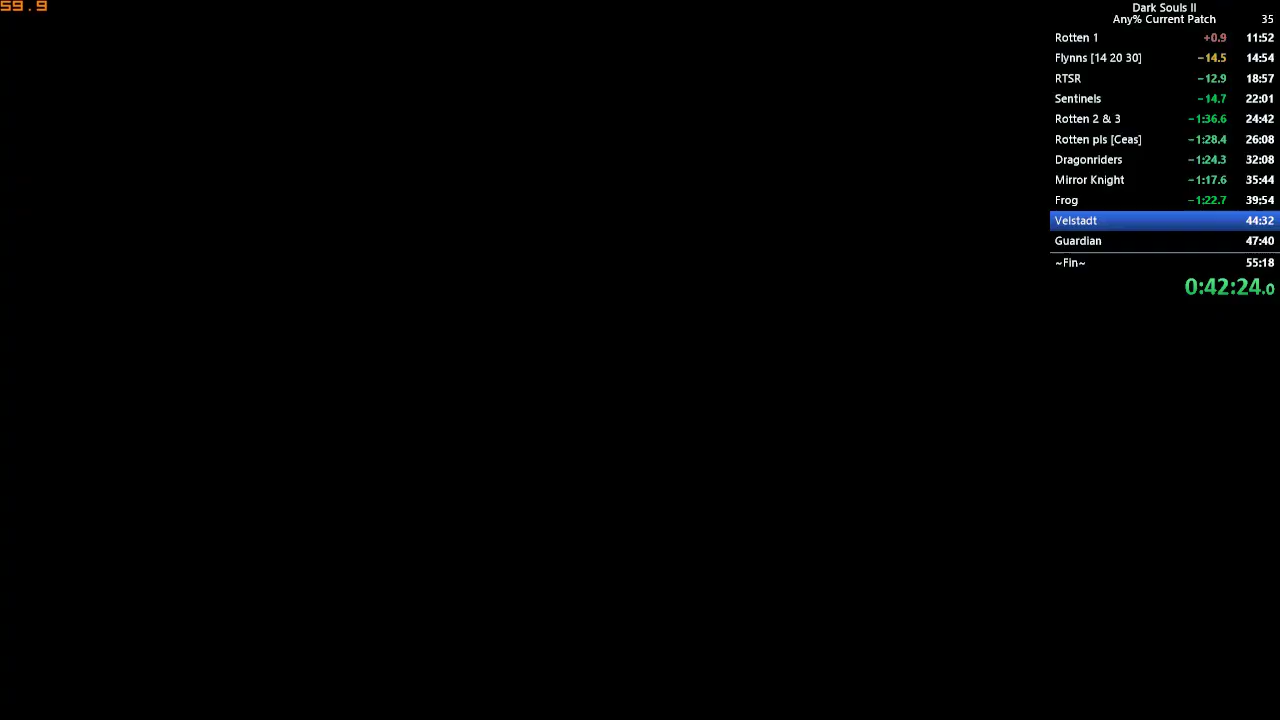 59.9
Dark Souls II
Any% Current Patch 35
Rotten 1 +0.9 11:52
Flynns [14 20 30] −14.5 14:54
RTSR −12.9 18:57
Sentinels −14.7 22:01
Rotten 2 & 3 −1:36.6 24:42
Rotten pls [Ceas] −1:28.4 26:08
Dragonriders −1:24.3 32:08
Mirror Knight −1:17.6 35:44
Frog −1:22.7 39:54
Velstadt 44:32
Guardian 47:40
~Fin~ 55:18
0:42:24.0